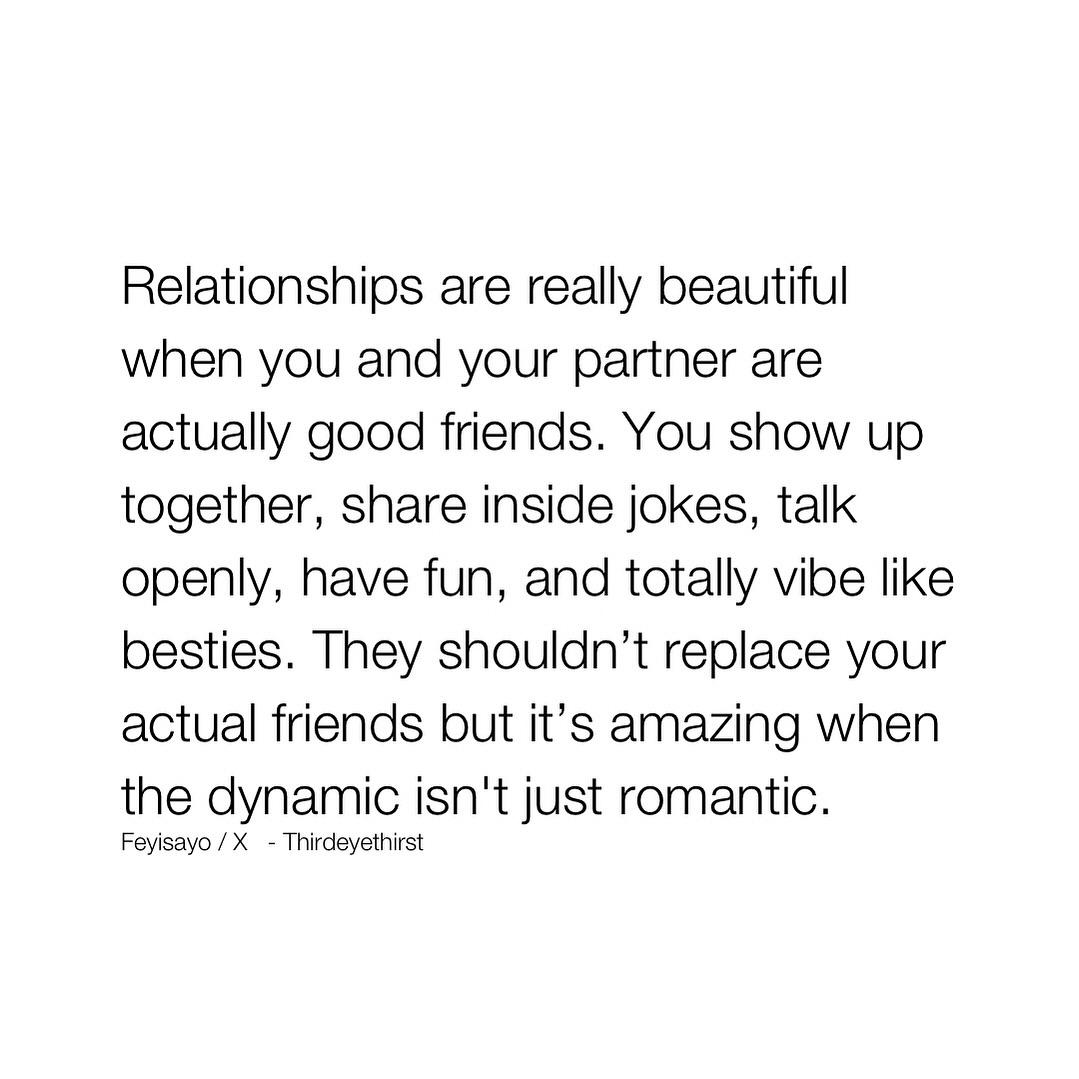 Relationships are really beautiful
when you and your partner are
actually good friends. You show up
together, share inside jokes, talk
openly, have fun, and totally vibe like
besties. They shouldn’t replace your
actual friends but it’s amazing when
the dynamic isn't just romantic.
Feyisayo / X - Thirdeyethirst